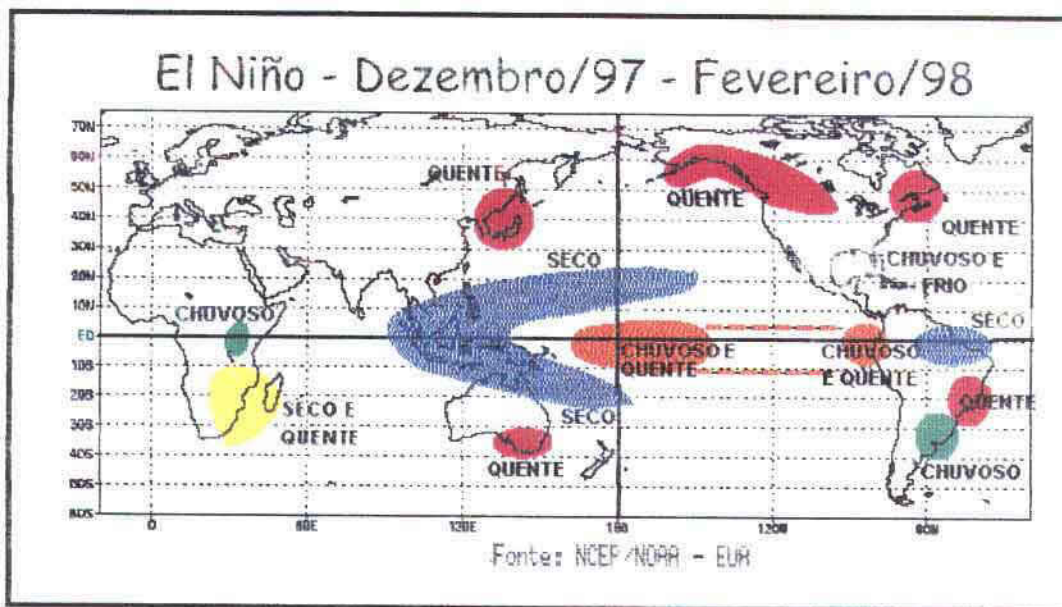 El Niño - Dezembro/97 - Fevereiro/98
70N
60N
50N
40N
30N
20N
10N
EQ
10S
20S
30S
40S
50S
60S
QUENTE
QUENTE
QUENTE
SECO
CHUVOSO E
FRIO
CHUVOSO
SECO
CHUVOSO E
QUENTE
CHUVOSO
E QUENTE
SECO E
QUENTE
SECO
QUENTE
QUENTE
CHUVOSO
0
60E
120E
180
120W
60W
Fonte: NCEP/NOAA - EUA